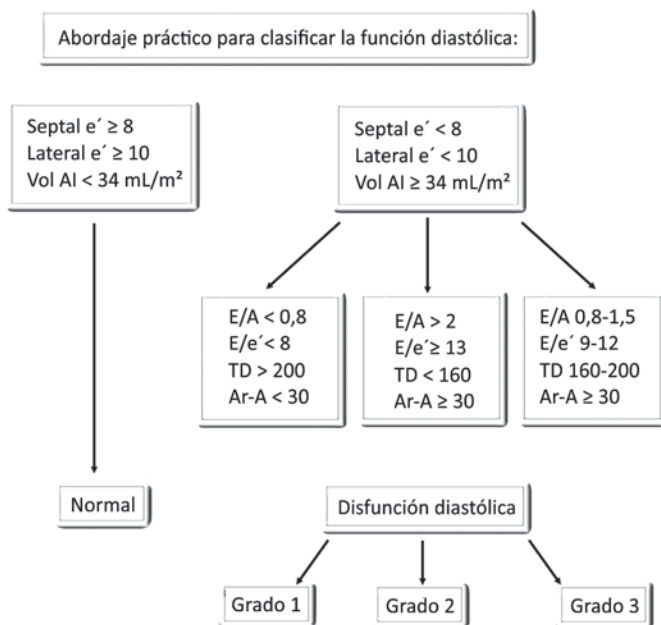 Abordaje práctico para clasificar la función diastólica:
Septal e´ ≥ 8
Lateral e´ ≥ 10
Vol AI < 34 mL/m²
Septal e´ < 8
Lateral e´ < 10
Vol AI ≥ 34 mL/m²
E/A < 0,8
E/e´< 8
TD > 200
Ar-A < 30
E/A > 2
E/e´≥ 13
TD < 160
Ar-A ≥ 30
E/A 0,8-1,5
E/e´ 9-12
TD 160-200
Ar-A ≥ 30
Normal
Disfunción diastólica
Grado 1
Grado 2
Grado 3